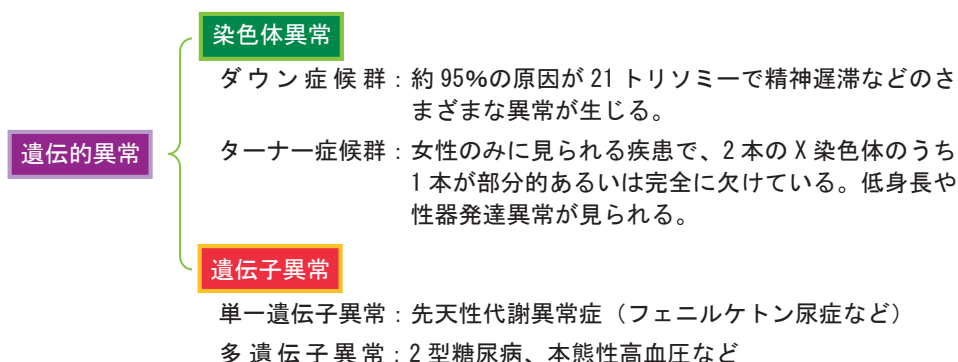 染色体異常
ダウン症候群：約 95％の原因が 21 トリソミーで精神遅滞などのさ
まざまな異常が生じる。
遺伝的異常
ターナー症候群：女性のみに見られる疾患で、2 本の X 染色体のうち
1 本が部分的あるいは完全に欠けている。低身長や
性器発達異常が見られる。
遺伝子異常
単一遺伝子異常：先天性代謝異常症（フェニルケトン尿症など）
多遺伝子異常：2 型糖尿病、本態性高血圧など